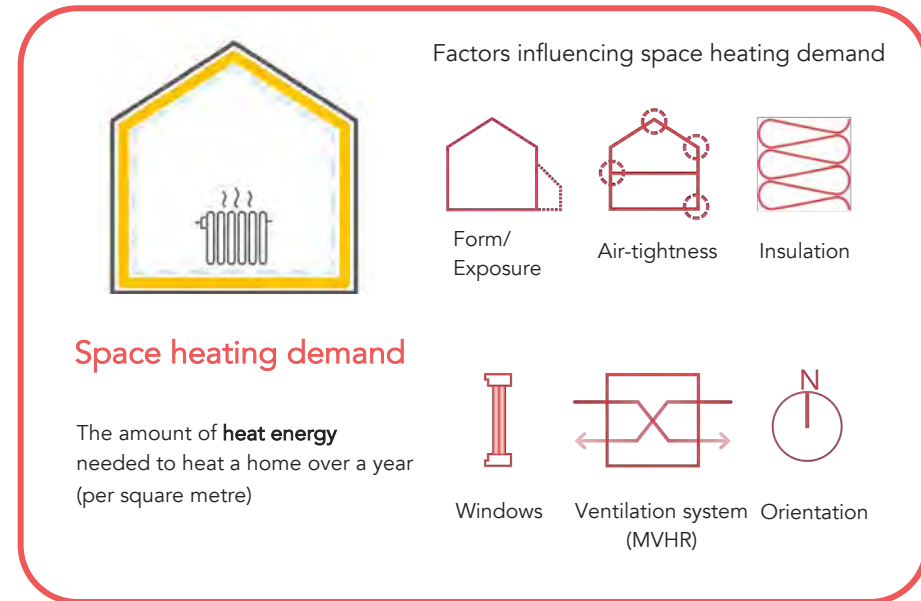 Factors influencing space heating demand
Form/
Exposure
Air-tightness
Insulation
Space heating demand
The amount of heat energy
needed to heat a home over a year
(per square metre)
N
Windows
Ventilation system
(MVHR)
Orientation